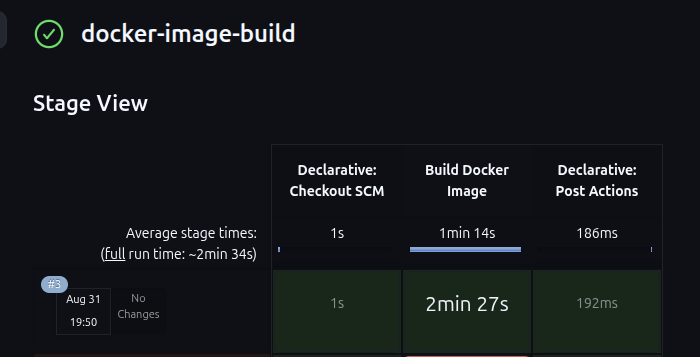 docker-image-build
Stage View
Declarative: Checkout SCM
Build Docker Image
Declarative: Post Actions
Average stage times:
(full run time: ~2min 34s)
1s
1min 14s
186ms
#3
Aug 31
19:50
No
Changes
1s
2min 27s
192ms